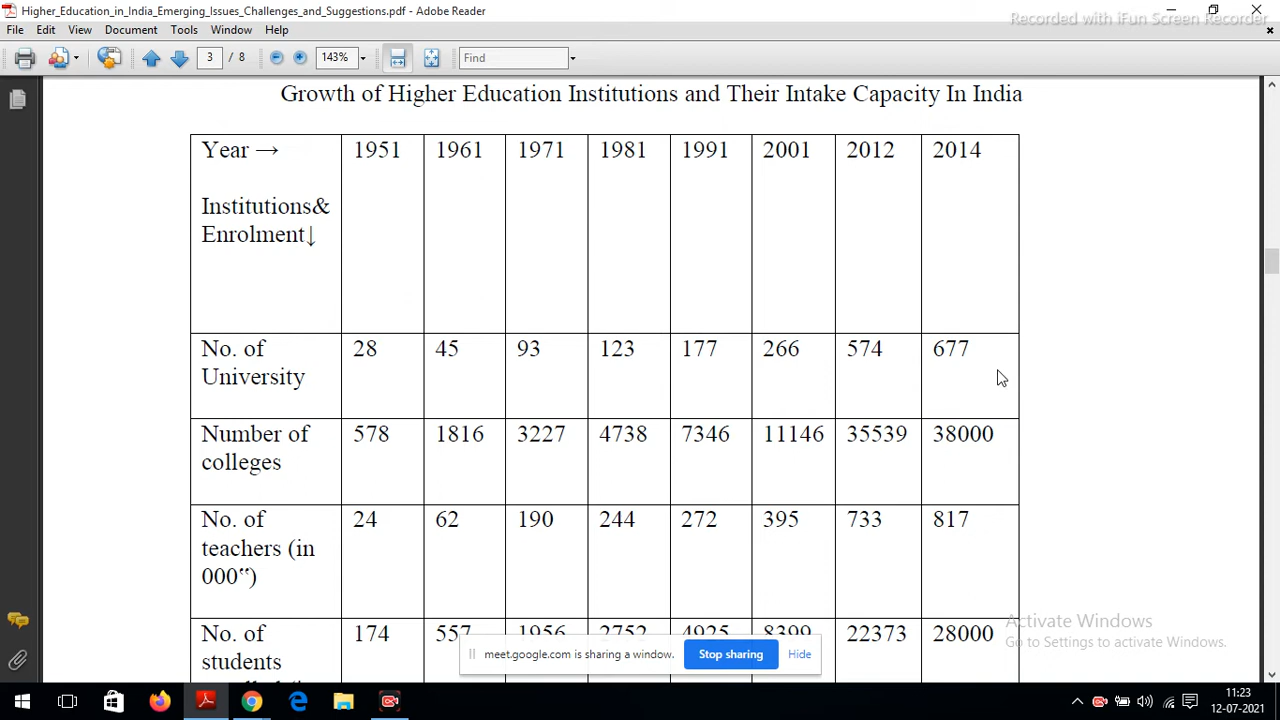 Higher_Education_in_India_Emerging_Issues_Challenges_and_Suggestions.pdf - Adobe Reader
Recorded with iFun Screen Recorder
File Edit View Document Tools Window Help
3 / 8 143% Find
Growth of Higher Education Institutions and Their Intake Capacity In India
Year → 1951 1961 1971 1981 1991 2001 2012 2014
Institutions&
Enrolment↓
No. of 28 45 93 123 177 266 574 677
University
Number of 578 1816 3227 4738 7346 11146 35539 38000
colleges
No. of 24 62 190 244 272 395 733 817
teachers (in
000‟)
No. of 174 557 1956 2752 4925 8399 22373 28000
students
Activate Windows
Go to Settings to activate Windows.
meet.google.com is sharing a window. Stop sharing Hide
11:23
12-07-2021